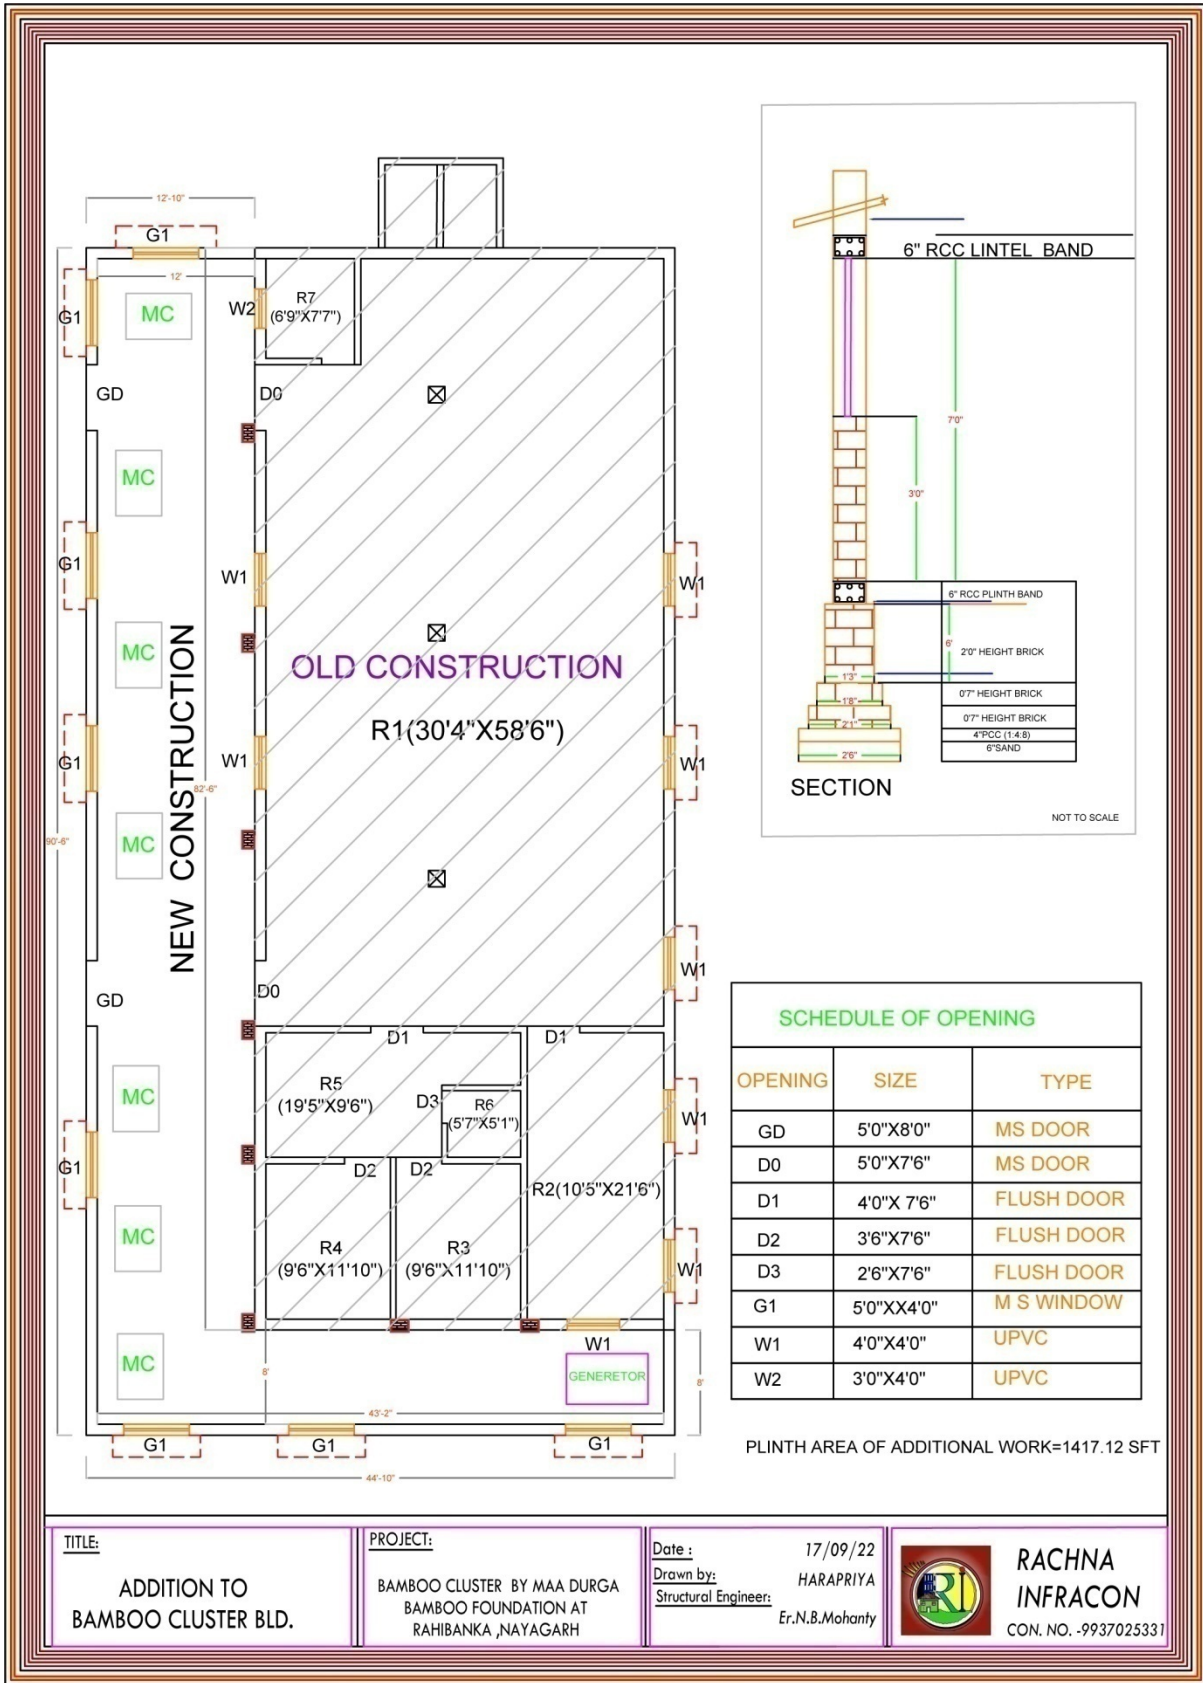 12'-10"
G1
12'
MC
G1
W2
R7
(6'9"X7'7")
GD
D0
MC
G1
W1
W1
MC
NEW CONSTRUCTION
OLD CONSTRUCTION
R1(30'4"X58'6")
G1
W1
W1
82'-6"
90'-6"
MC
W1
GD
D0
D1
D1
R5
(19'5"X9'6")
D3
R6
(5'7"X5'1")
MC
W1
G1
D2
D2
R2(10'5"X21'6")
MC
R4
(9'6"X11'10")
R3
(9'6"X11'10")
W1
W1
MC
GENERETOR
8'
8'
43'-2"
G1
G1
G1
44'-10"
6" RCC LINTEL BAND
7'0"
3'0"
6" RCC PLINTH BAND
6'
2'0" HEIGHT BRICK
1'3"
0'7" HEIGHT BRICK
1'8"
0'7" HEIGHT BRICK
2'1"
4"PCC (1:4:8)
6"SAND
2'6"
SECTION
NOT TO SCALE
SCHEDULE OF OPENING
OPENING SIZE TYPE
GD 5'0"X8'0" MS DOOR
D0 5'0"X7'6" MS DOOR
D1 4'0"X 7'6" FLUSH DOOR
D2 3'6"X7'6" FLUSH DOOR
D3 2'6"X7'6" FLUSH DOOR
G1 5'0"XX4'0" M S WINDOW
W1 4'0"X4'0" UPVC
W2 3'0"X4'0" UPVC
PLINTH AREA OF ADDITIONAL WORK=1417.12 SFT
TITLE:
ADDITION TO
BAMBOO CLUSTER BLD.
PROJECT:
BAMBOO CLUSTER BY MAA DURGA
BAMBOO FOUNDATION AT
RAHIBANKA ,NAYAGARH
Date : 17/09/22
Drawn by: HARAPRIYA
Structural Engineer:
Er.N.B.Mohanty
RI
RACHNA
INFRACON
CON. NO. -9937025331